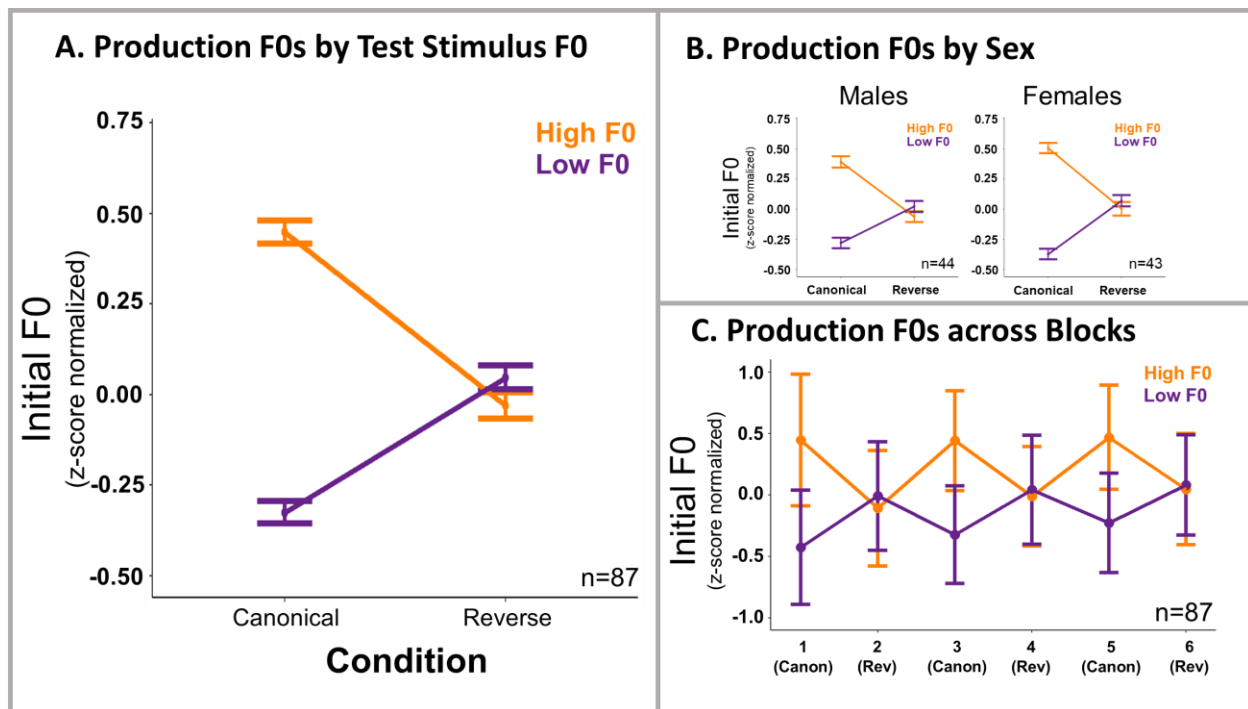 A. Production F0s by Test Stimulus F0
Initial F0
(z-score normalized)
0.75
0.50
0.25
0.00
-0.25
-0.50
High F0
Low F0
n=87
Canonical
Reverse
Condition
B. Production F0s by Sex
Initial F0
(z-score normalized)
Males
0.75
0.50
0.25
0.00
-0.25
-0.50
High F0
Low F0
n=44
Canonical
Reverse
Females
0.75
0.50
0.25
0.00
-0.25
-0.50
High F0
Low F0
n=43
Canonical
Reverse
C. Production F0s across Blocks
Initial F0
(z-score normalized)
1.0
0.5
0.0
-0.5
-1.0
High F0
Low F0
n=87
1 2 3 4 5 6
(Canon) (Rev) (Canon) (Rev) (Canon) (Rev)